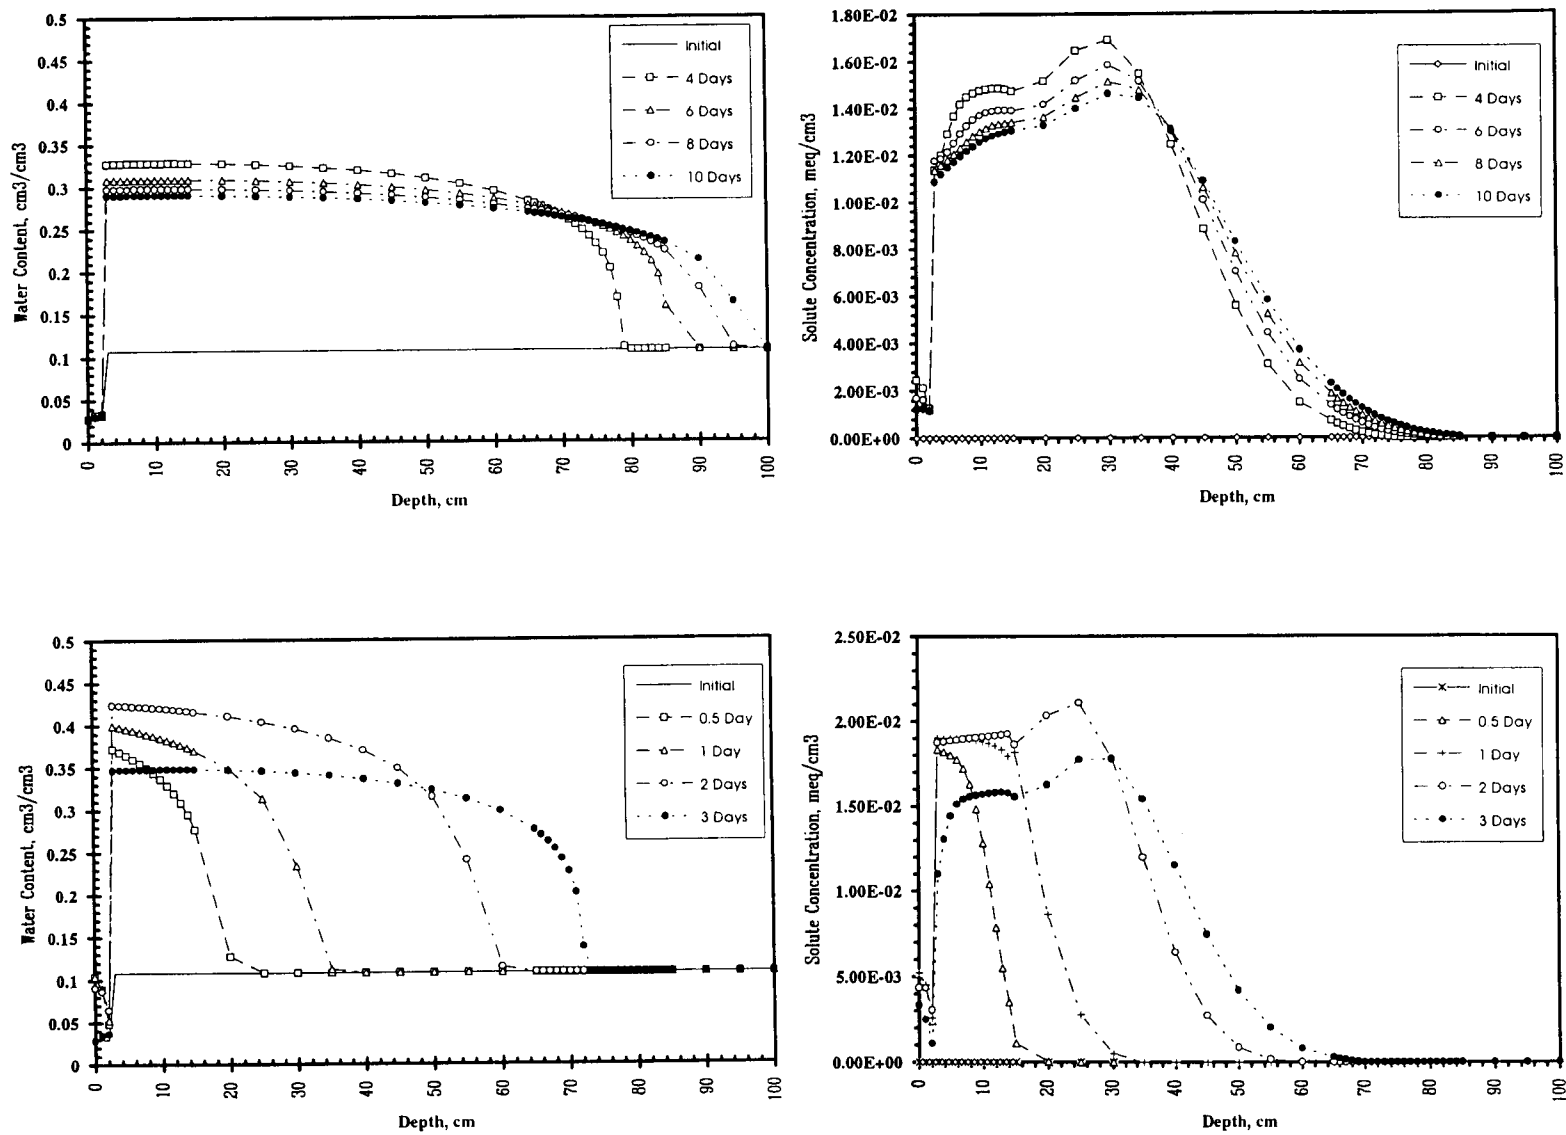 0.5
0.45
0.4
0.35
0.3
0.25
0.2
0.15
0.1
0.05
0
Water Content, cm3/cm3
0 10 20 30 40 50 60 70 80 90 100
Depth, cm
Initial
4 Days
6 Days
8 Days
10 Days
1.80E-02
1.60E-02
1.40E-02
1.20E-02
1.00E-02
8.00E-03
6.00E-03
4.00E-03
2.00E-03
0.00E+00
Solute Concentration, meq/cm3
0 10 20 30 40 50 60 70 80 90 100
Depth, cm
Initial
4 Days
6 Days
8 Days
10 Days
0.5
0.45
0.4
0.35
0.3
0.25
0.2
0.15
0.1
0.05
0
Water Content, cm3/cm3
0 10 20 30 40 50 60 70 80 90 100
Depth, cm
Initial
0.5 Day
1 Day
2 Days
3 Days
2.50E-02
2.00E-02
1.50E-02
1.00E-02
5.00E-03
0.00E+00
Solute Concentration, meq/cm3
0 10 20 30 40 50 60 70 80 90 100
Depth, cm
Initial
0.5 Day
1 Day
2 Days
3 Days